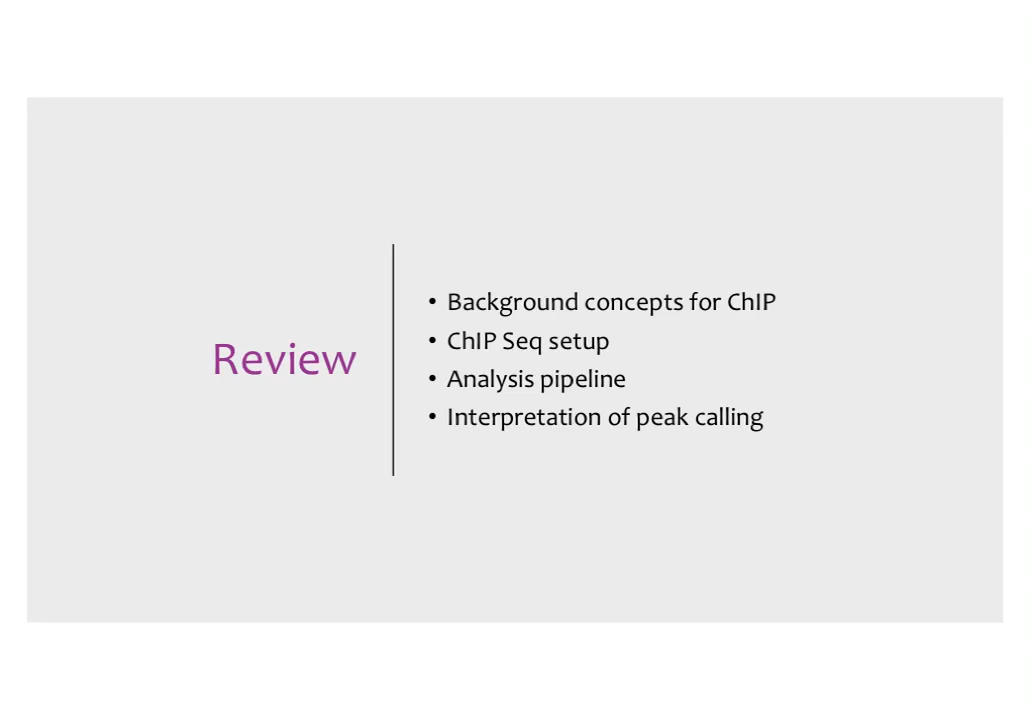 Review
• Background concepts for ChIP
• ChIP Seq setup
• Analysis pipeline
• Interpretation of peak calling